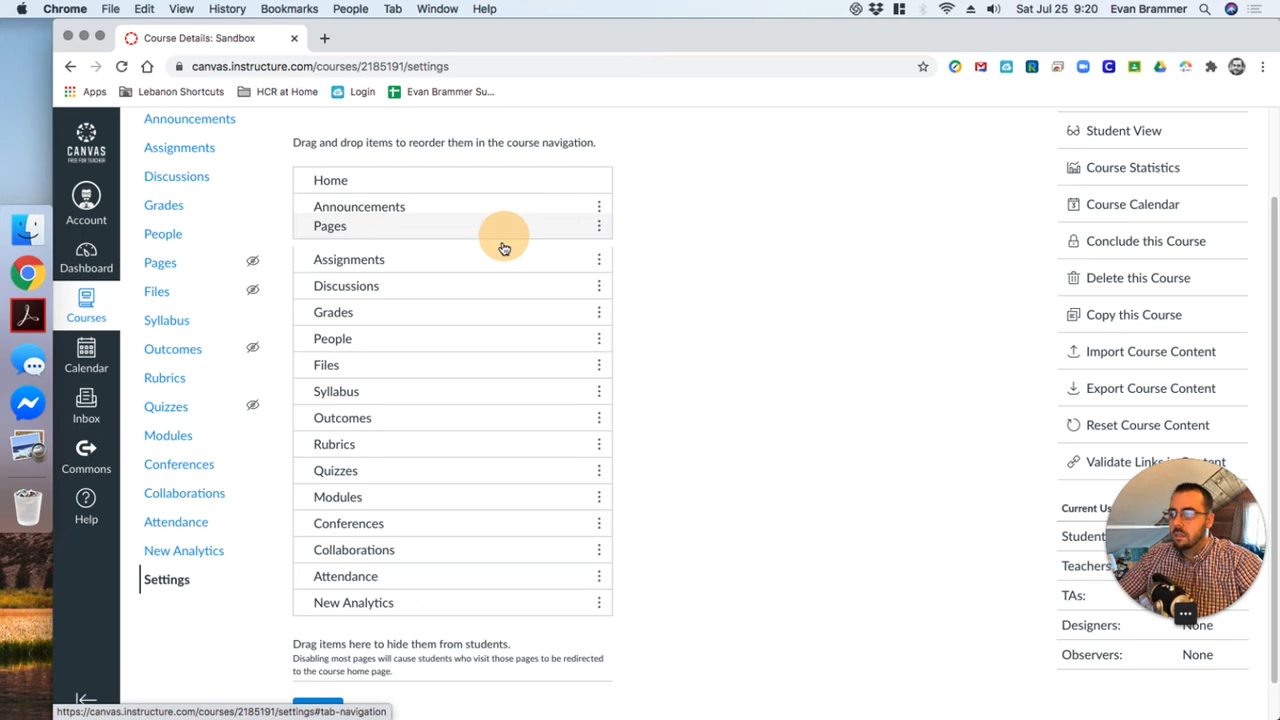 Chrome File Edit View History Bookmarks People Tab Window Help
Sat Jul 25 9:20 Evan Brammer
Course Details: Sandbox
canvas.instructure.com/courses/2185191/settings
Apps Lebanon Shortcuts HCR at Home Login Evan Brammer Su...
CANVAS
FREE FOR TEACHER
Account
Dashboard
Courses
Calendar
Inbox
Commons
Help
Announcements
Assignments
Discussions
Grades
People
Pages
Files
Syllabus
Outcomes
Rubrics
Quizzes
Modules
Conferences
Collaborations
Attendance
New Analytics
Settings
Drag and drop items to reorder them in the course navigation.
Home
Announcements
Pages
Assignments
Discussions
Grades
People
Files
Syllabus
Outcomes
Rubrics
Quizzes
Modules
Conferences
Collaborations
Attendance
New Analytics
Drag items here to hide them from students.
Disabling most pages will cause students who visit those pages to be redirected
to the course home page.
Student View
Course Statistics
Course Calendar
Conclude this Course
Delete this Course
Copy this Course
Import Course Content
Export Course Content
Reset Course Content
Validate Links in Content
Current Us
Student
Teachers
TAs:
Designers: None
Observers: None
https://canvas.instructure.com/courses/2185191/settings#tab-navigation